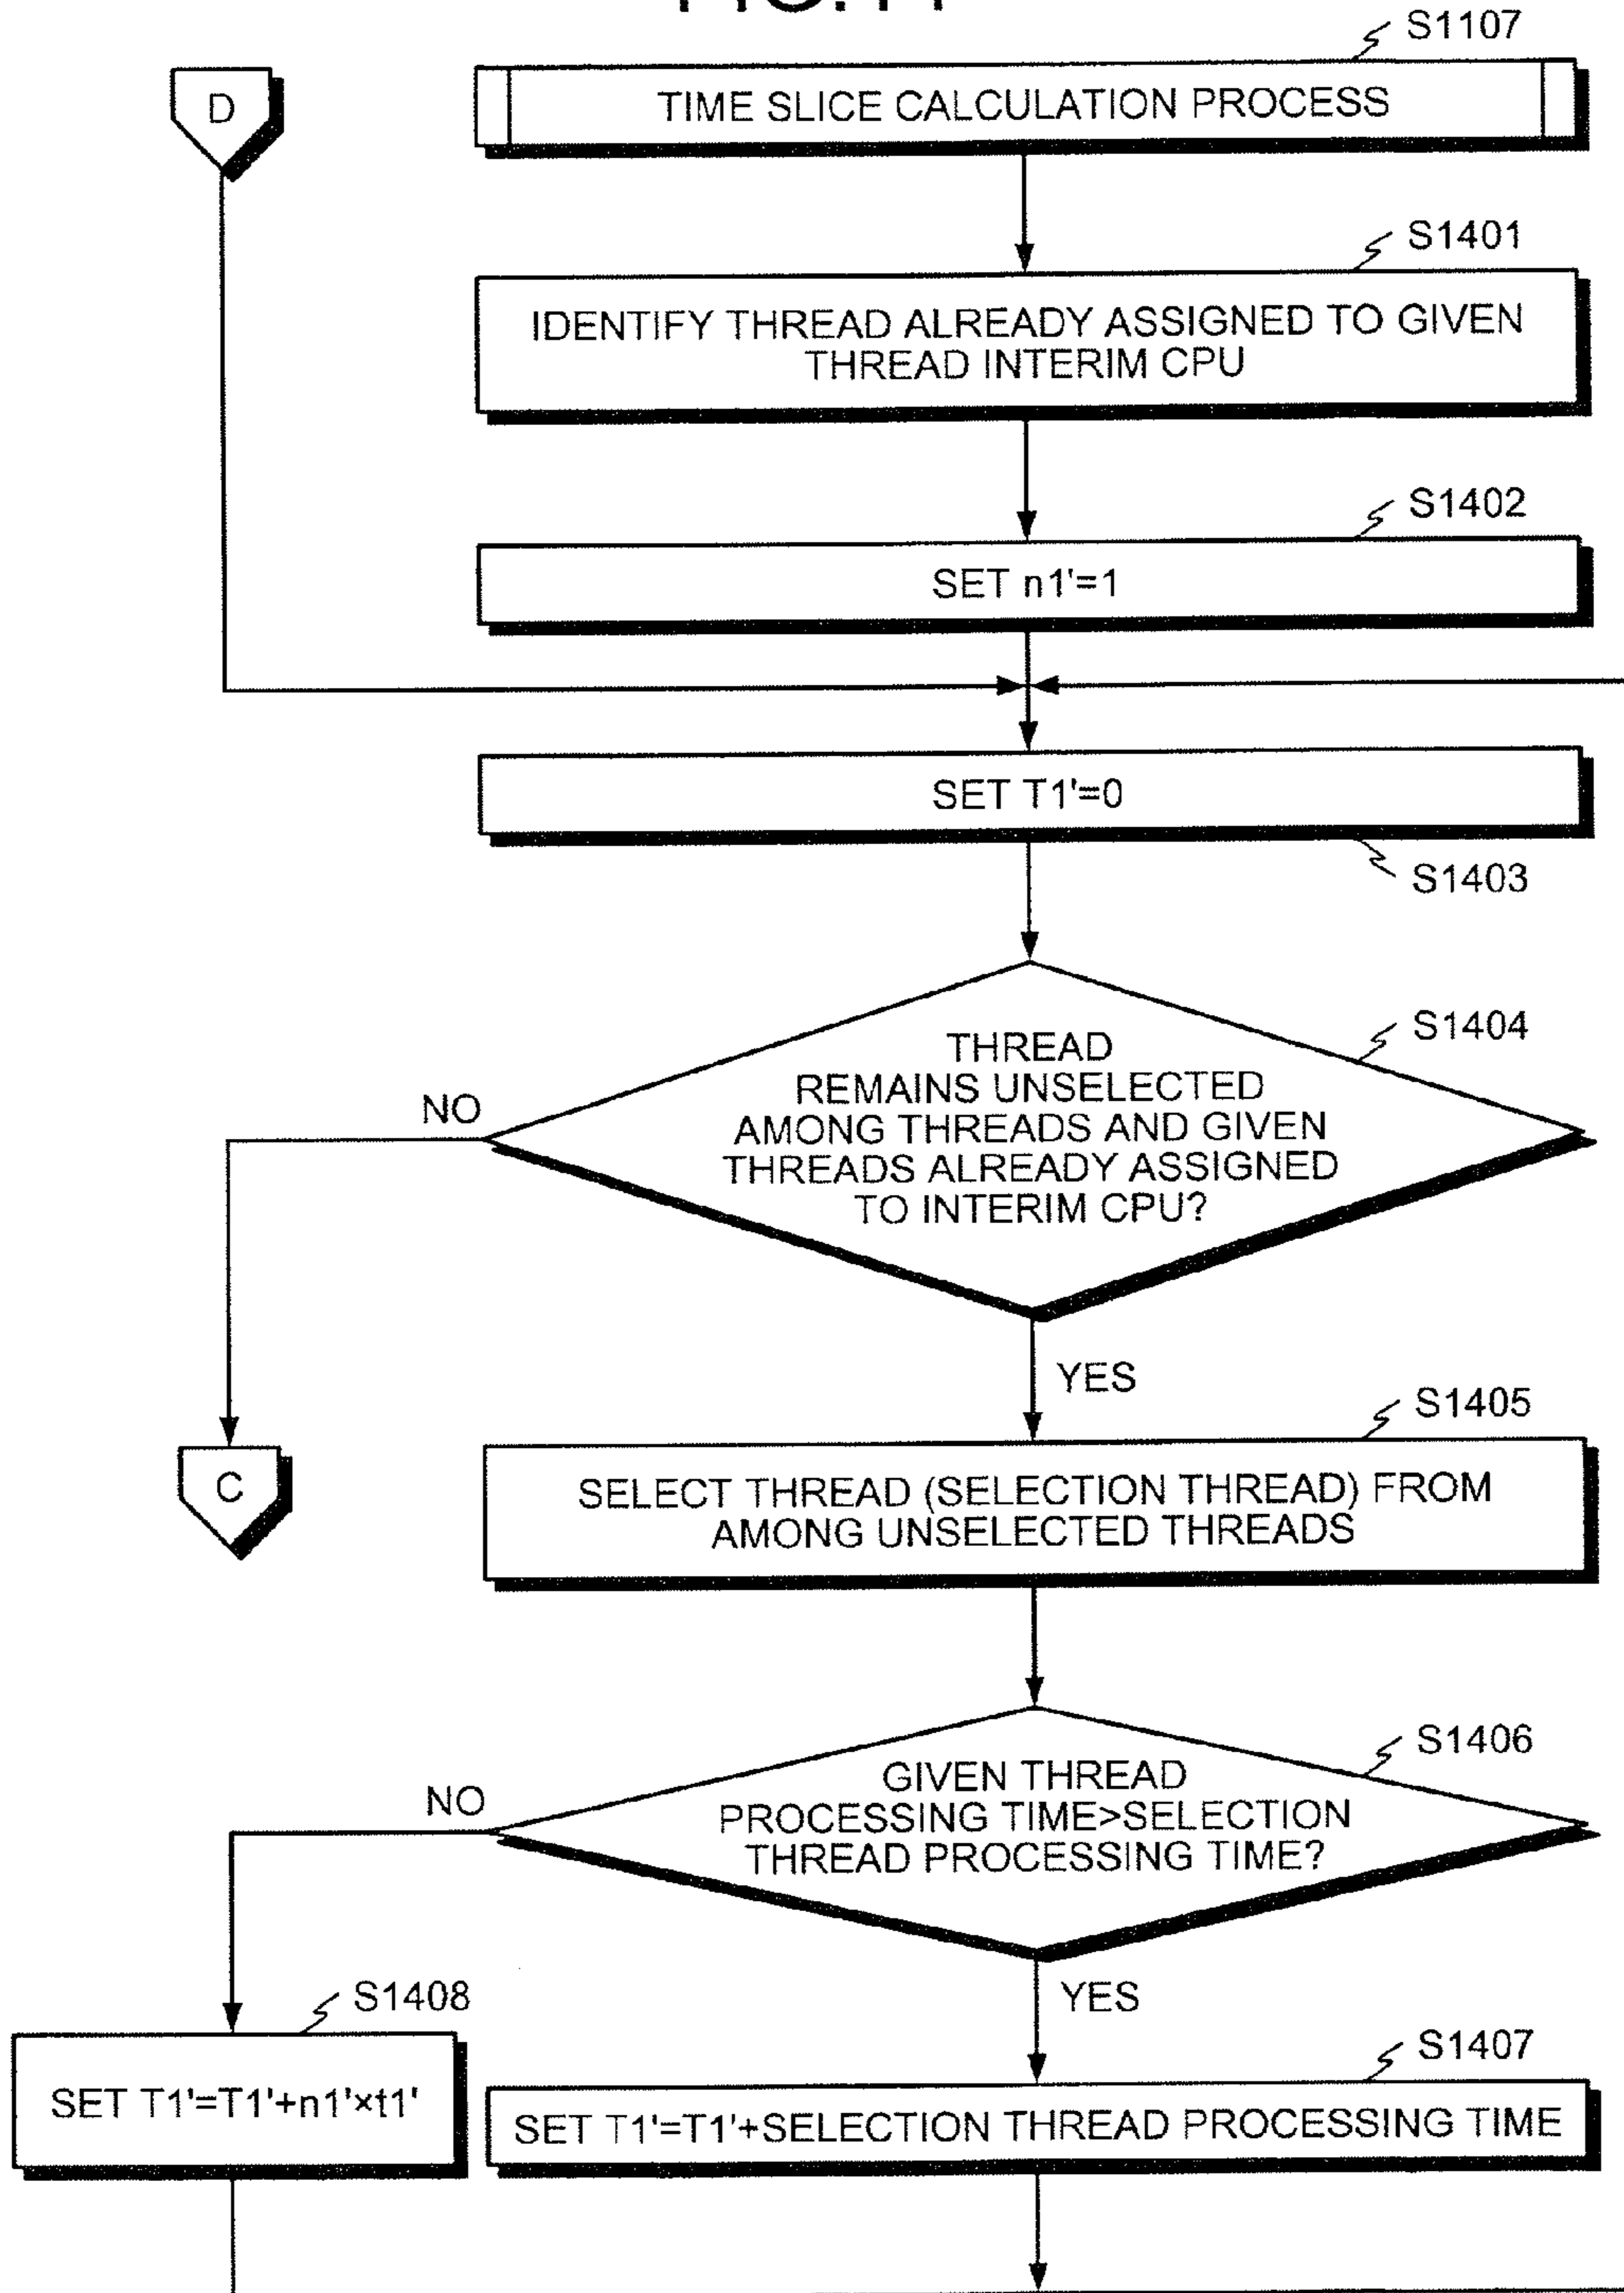 S1107
D
TIME SLICE CALCULATION PROCESS
S1401
IDENTIFY THREAD ALREADY ASSIGNED TO GIVEN
THREAD INTERIM CPU
S1402
SET n1'=1
SET T1'=0
S1403
S1404
THREAD
REMAINS UNSELECTED
AMONG THREADS AND GIVEN
THREADS ALREADY ASSIGNED
TO INTERIM CPU?
NO
YES
C
S1405
SELECT THREAD (SELECTION THREAD) FROM
AMONG UNSELECTED THREADS
S1406
GIVEN THREAD
PROCESSING TIME>SELECTION
THREAD PROCESSING TIME?
NO
YES
S1408
SET T1'=T1'+n1'×t1'
S1407
SET T1'=T1'+SELECTION THREAD PROCESSING TIME